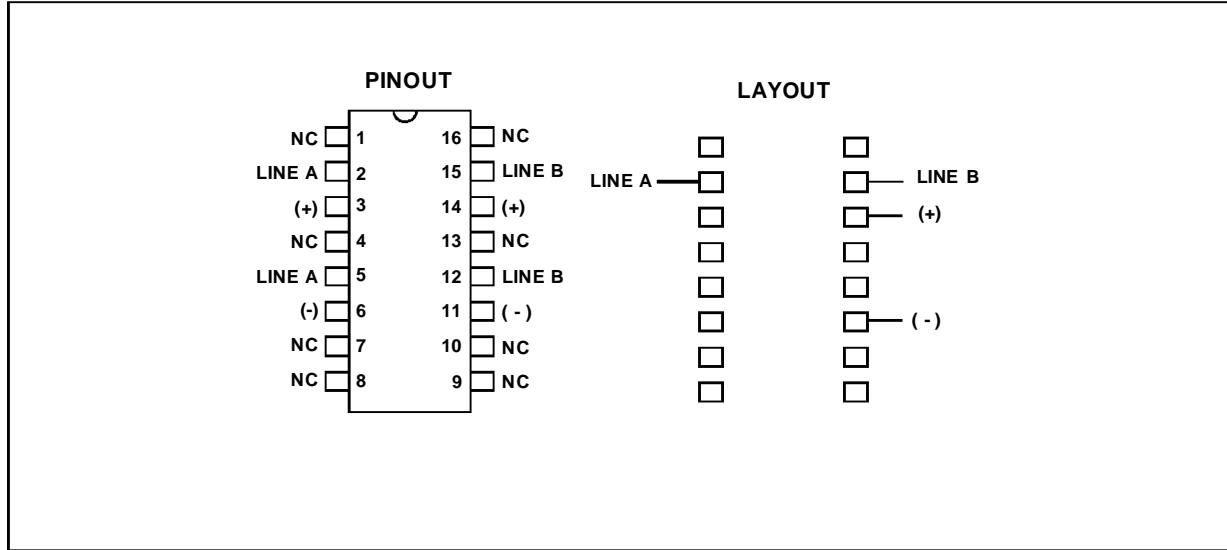 PINOUT
NC 1 16 NC
LINE A 2 15 LINE B
(+) 3 14 (+)
NC 4 13 NC
LINE A 5 12 LINE B
(-) 6 11 ( - )
NC 7 10 NC
NC 8 9 NC
LAYOUT
LINE A LINE B
(+)
( - )